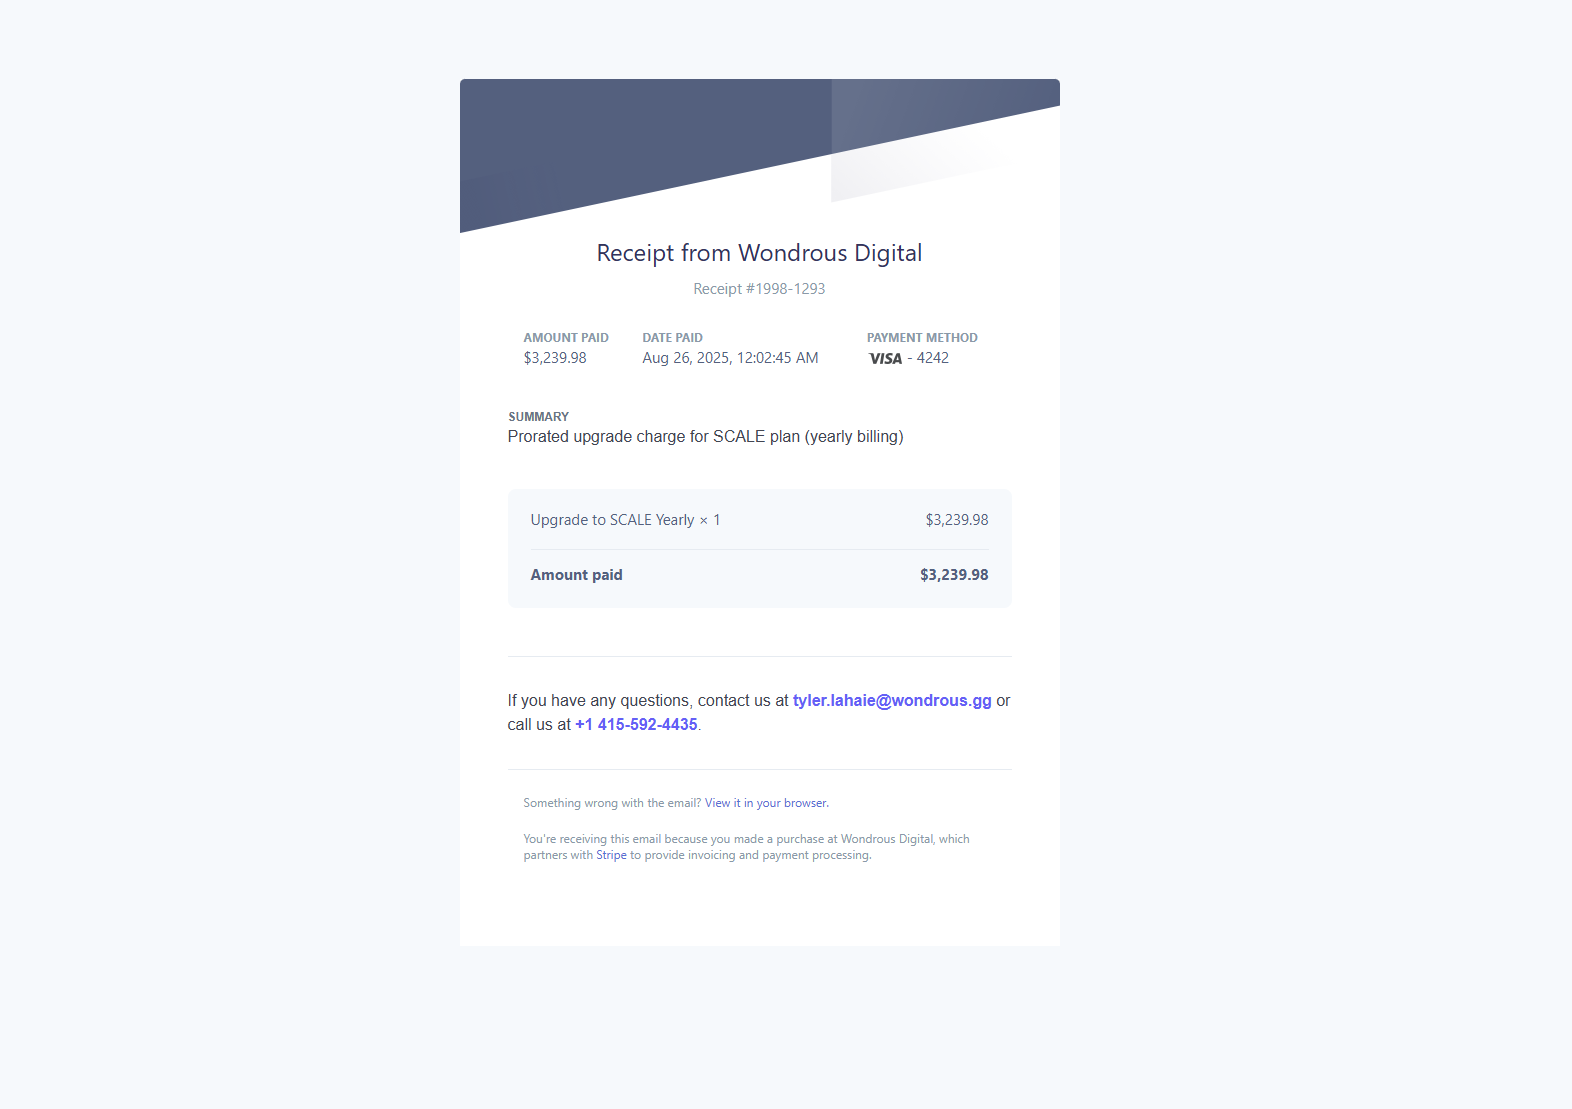 Receipt from Wondrous Digital
Receipt #1998-1293
AMOUNT PAID
$3,239.98
DATE PAID
Aug 26, 2025, 12:02:45 AM
PAYMENT METHOD
VISA - 4242
SUMMARY
Prorated upgrade charge for SCALE plan (yearly billing)
Upgrade to SCALE Yearly × 1 $3,239.98
Amount paid $3,239.98
If you have any questions, contact us at tyler.lahaie@wondrous.gg or
call us at +1 415-592-4435.
Something wrong with the email? View it in your browser.
You're receiving this email because you made a purchase at Wondrous Digital, which
partners with Stripe to provide invoicing and payment processing.